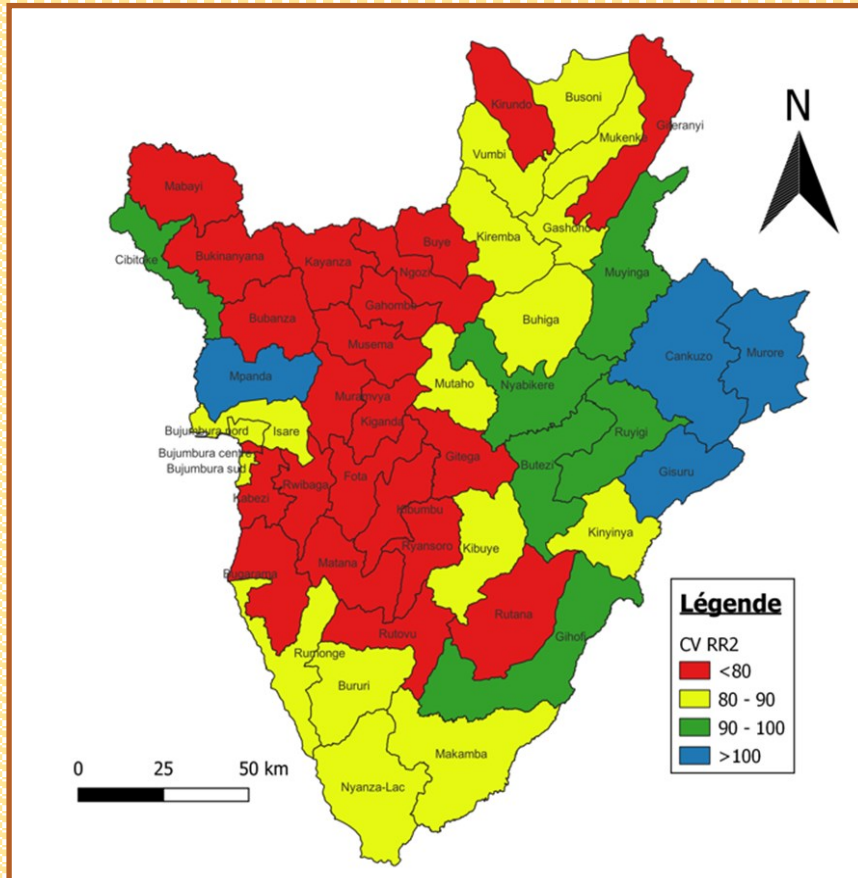 Kirundo
Busoni
Mukenke
Giteranyi
N
Vumbi
Mabayi
Kiremba
Gashoho
Buye
Cibitoke
Bukinanyana
Kayanza
Ngozi
Muyinga
Gahombo
Bubanza
Buhiga
Musema
Cankuzo
Murore
Mpanda
Mutaho
Nyabikere
Muramvya
Kiganda
Bujumbura nord
Isare
Ruyigi
Bujumbura centre
Gitega
Butezi
Bujumbura sud
Fota
Gisuru
Rwibaga
Kabezi
Kibumbu
Kinyinya
Ryansoro
Kibuye
Matana
Bugarama
Rutana
Rutovu
Gihofi
Rumonge
Bururi
Makamba
Nyanza-Lac
Légende
CV RR2
<80
80 - 90
90 - 100
>100
0 25 50 km